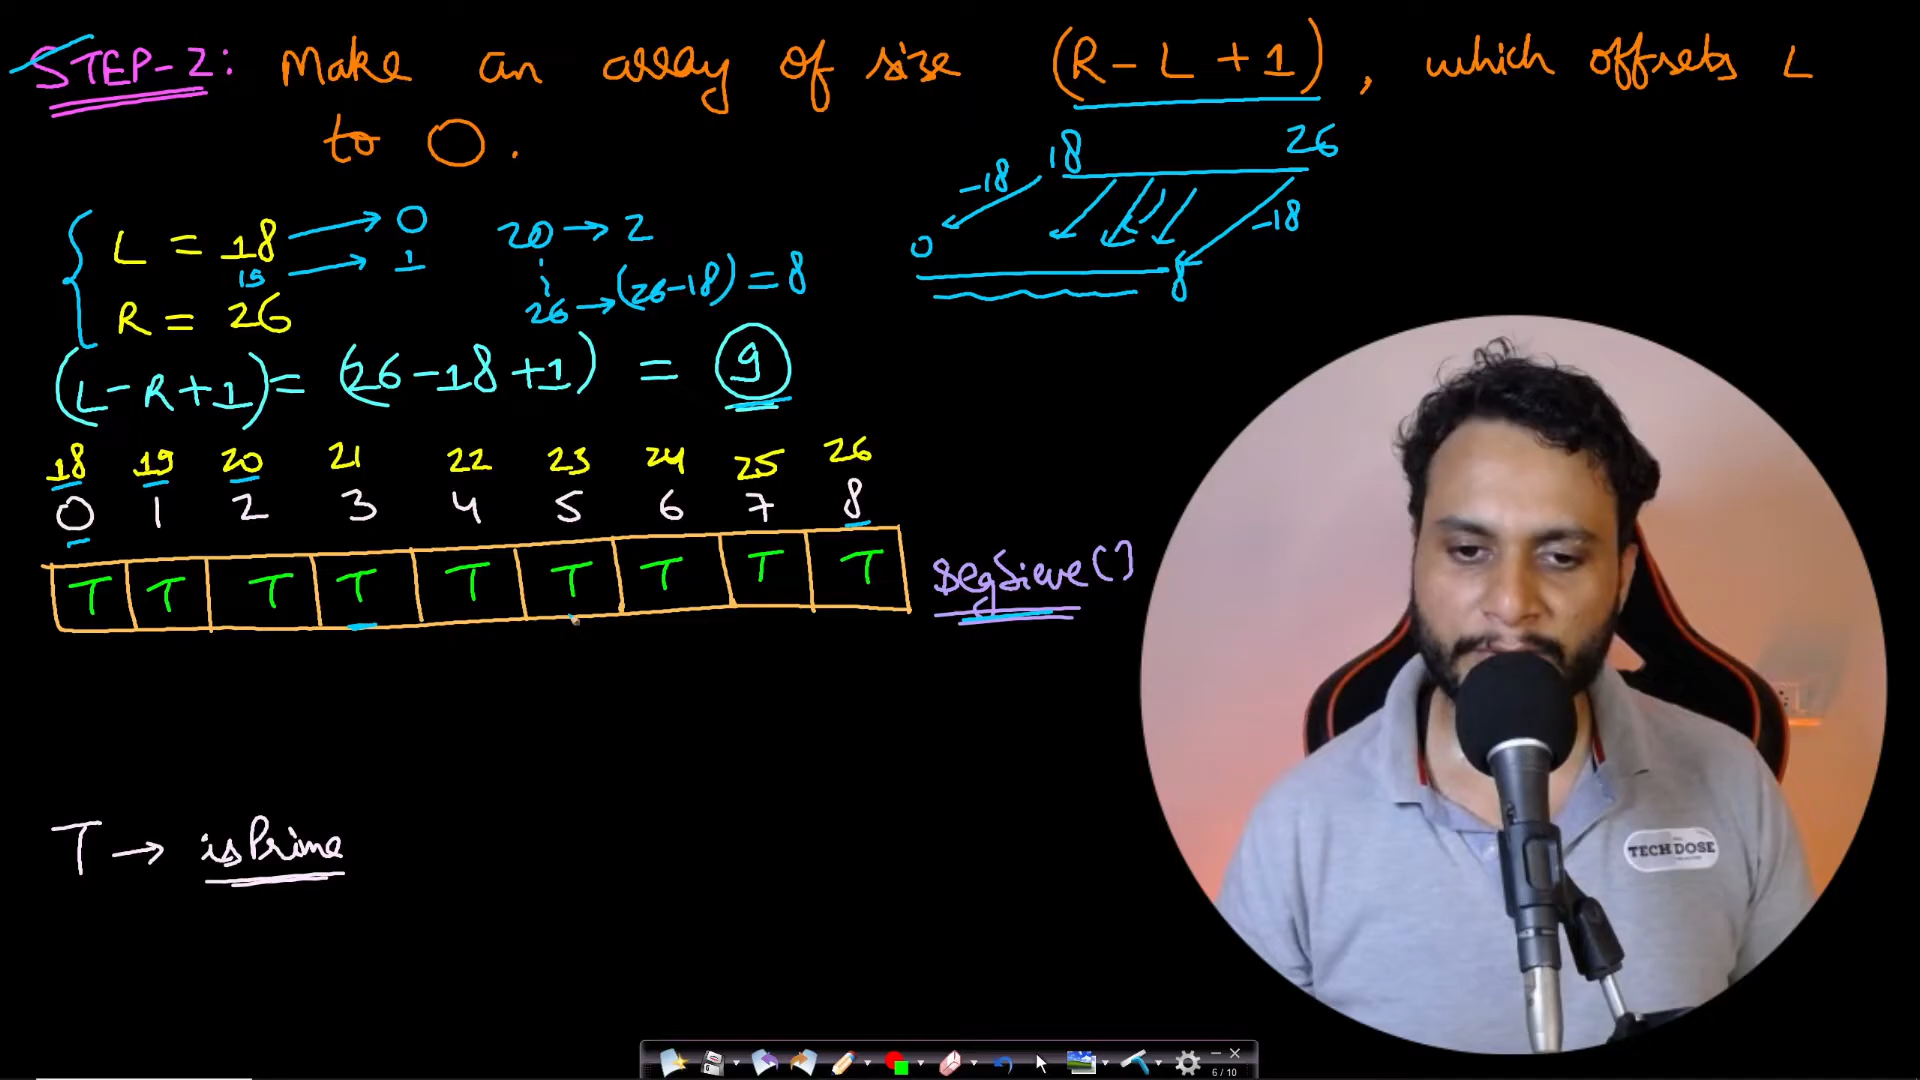 STEP-2: Make an array of size (R - L + 1), which offsets L
to 0.
18 26
-18 -18
0 8
L = 18 → 0 20 → 2
19 → 1
R = 26 26 → (26-18) = 8
(L-R+1) = (26-18+1) = 9
18 19 20 21 22 23 24 25 26
0 1 2 3 4 5 6 7 8
T T T T T T T T T segSieve()
T → isPrime
TECH DOSE
6 / 10